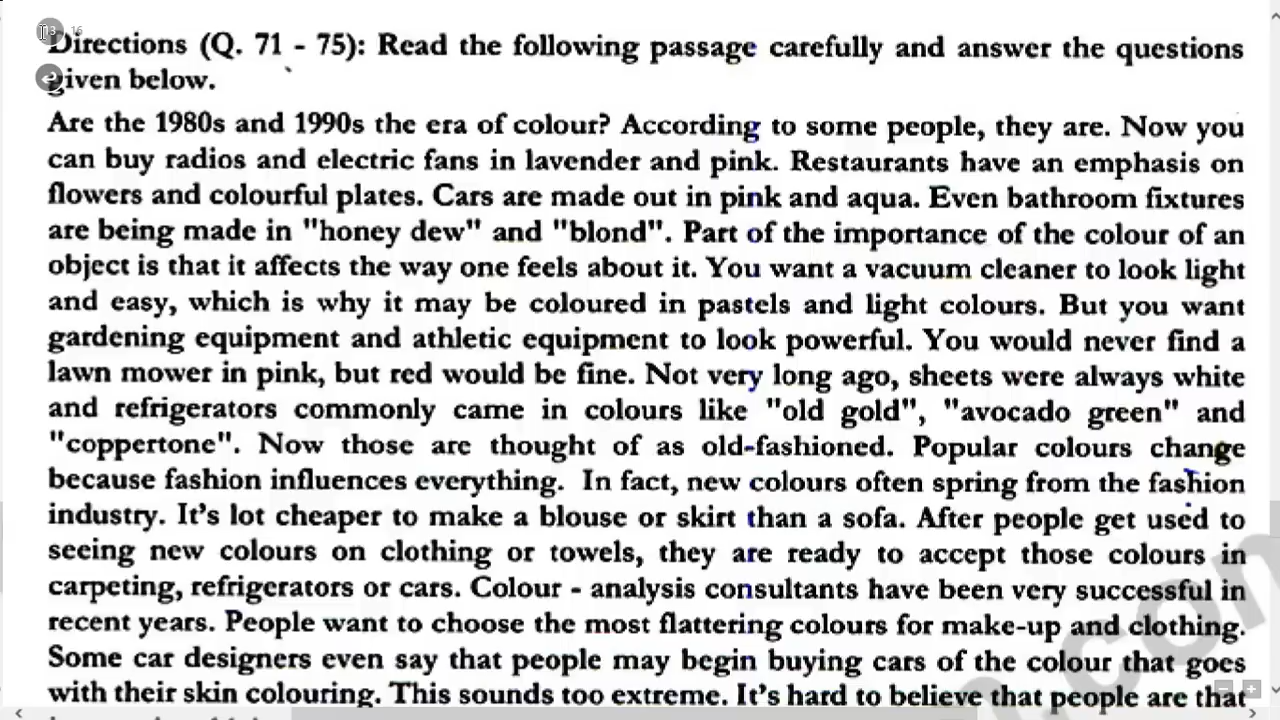 Directions (Q. 71 - 75): Read the following passage carefully and answer the questions
given below.
Are the 1980s and 1990s the era of colour? According to some people, they are. Now you
can buy radios and electric fans in lavender and pink. Restaurants have an emphasis on
flowers and colourful plates. Cars are made out in pink and aqua. Even bathroom fixtures
are being made in "honey dew" and "blond". Part of the importance of the colour of an
object is that it affects the way one feels about it. You want a vacuum cleaner to look light
and easy, which is why it may be coloured in pastels and light colours. But you want
gardening equipment and athletic equipment to look powerful. You would never find a
lawn mower in pink, but red would be fine. Not very long ago, sheets were always white
and refrigerators commonly came in colours like "old gold", "avocado green" and
"coppertone". Now those are thought of as old-fashioned. Popular colours change
because fashion influences everything. In fact, new colours often spring from the fashion
industry. It's lot cheaper to make a blouse or skirt than a sofa. After people get used to
seeing new colours on clothing or towels, they are ready to accept those colours in
carpeting, refrigerators or cars. Colour - analysis consultants have been very successful in
recent years. People want to choose the most flattering colours for make-up and clothing.
Some car designers even say that people may begin buying cars of the colour that goes
with their skin colouring. This sounds too extreme. It's hard to believe that people are that